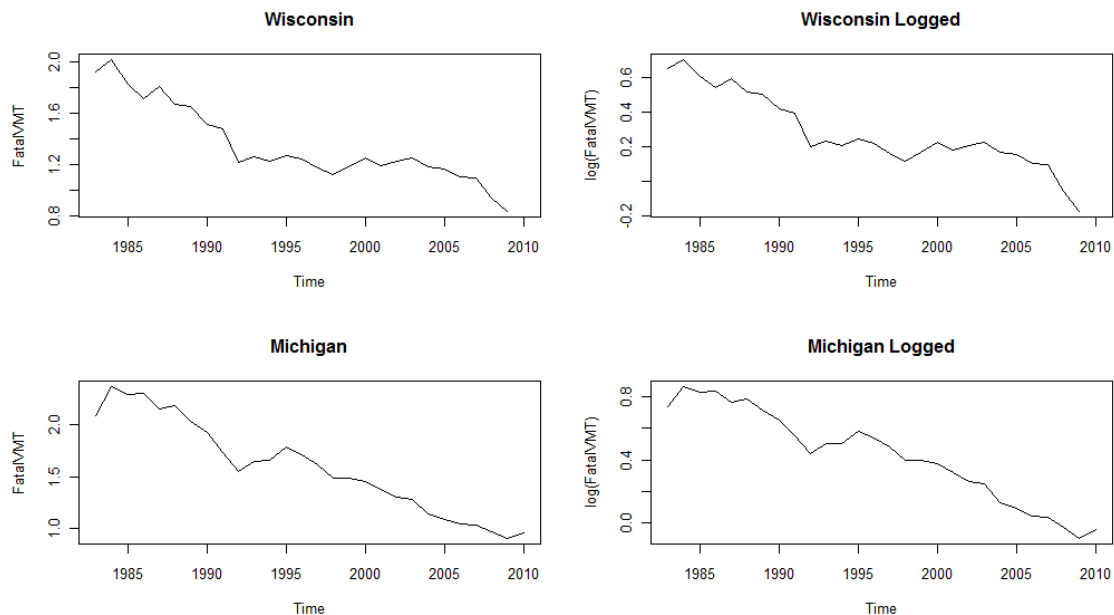 Wisconsin
FatalVMT
2.0
1.6
1.2
0.8
1985 1990 1995 2000 2005 2010
Time
Wisconsin Logged
log(FatalVMT)
0.6
0.2
-0.2
1985 1990 1995 2000 2005 2010
Time
Michigan
FatalVMT
2.0
1.5
1.0
1985 1990 1995 2000 2005 2010
Time
Michigan Logged
log(FatalVMT)
0.8
0.4
0.0
1985 1990 1995 2000 2005 2010
Time